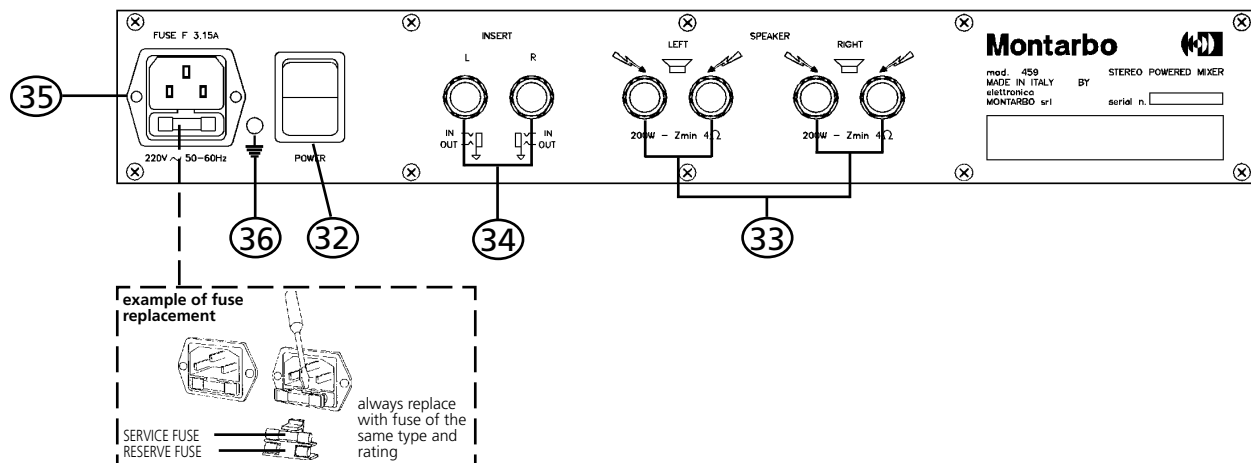 FUSE F 3.15A
220V ~ 50-60Hz
POWER
INSERT
L R
IN IN
OUT OUT
SPEAKER
LEFT RIGHT
200W - Zmin 4Ω 200W - Zmin 4Ω
Montarbo
mod. 459 STEREO POWERED MIXER
MADE IN ITALY BY
elettronica
MONTARBO srl serial n.
35
36
32
34
33
example of fuse
replacement
always replace
with fuse of the
same type and
rating
SERVICE FUSE
RESERVE FUSE